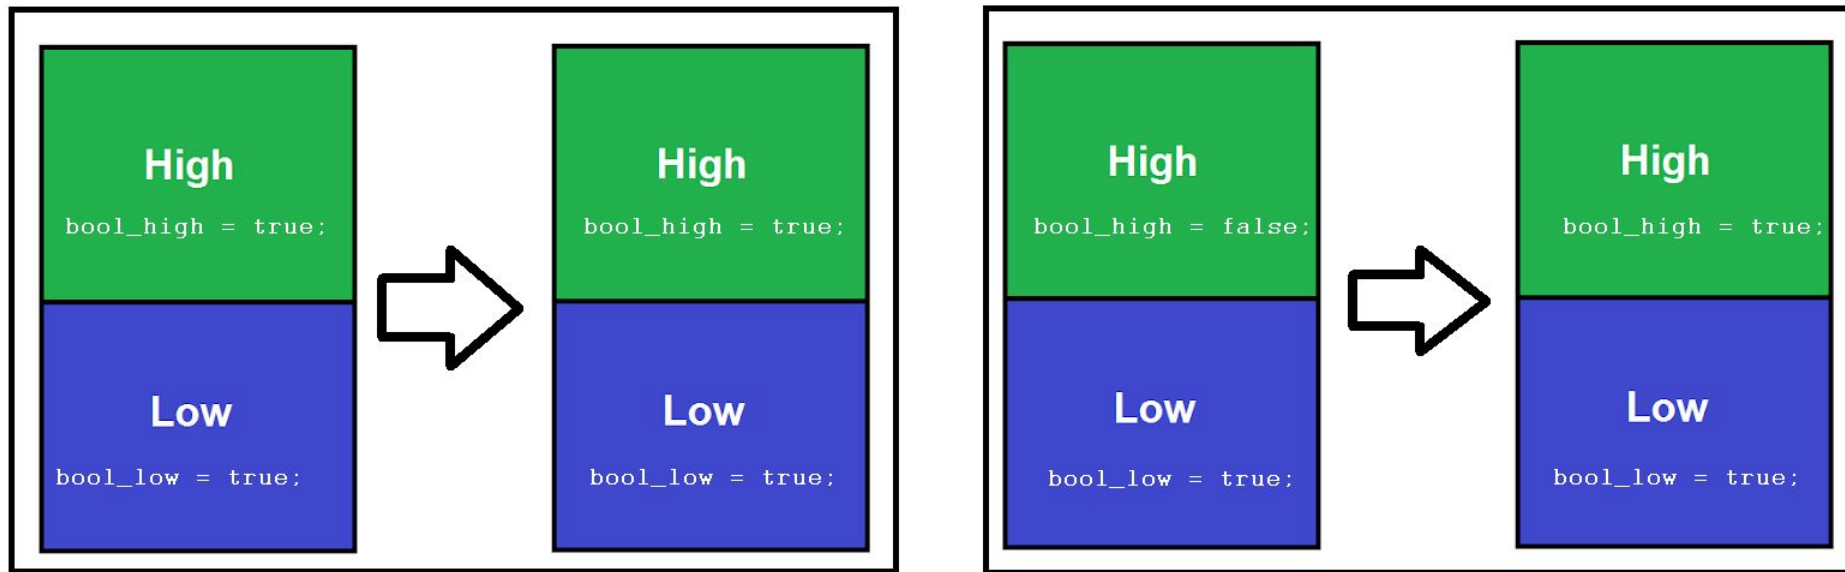 High
bool_high = true;
Low
bool_low = true;
High
bool_high = true;
Low
bool_low = true;
High
bool_high = false;
Low
bool_low = true;
High
bool_high = true;
Low
bool_low = true;